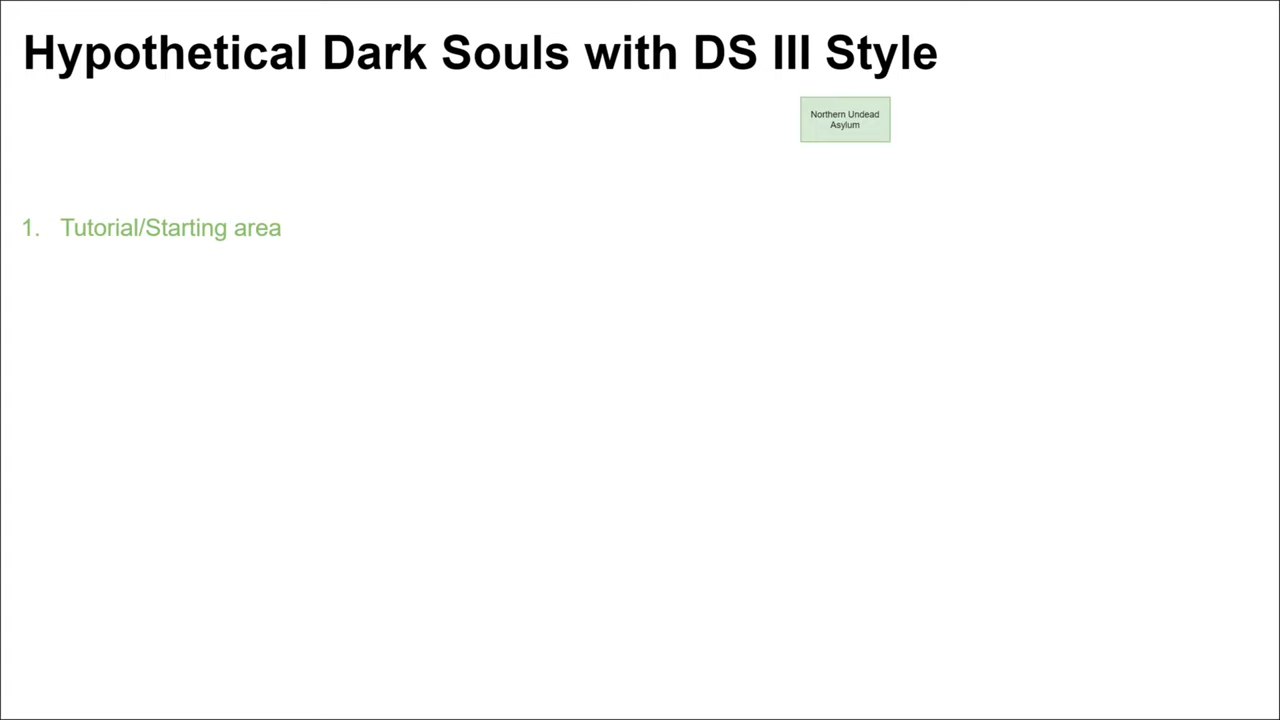 Hypothetical Dark Souls with DS III Style
Northern Undead
Asylum
1. Tutorial/Starting area